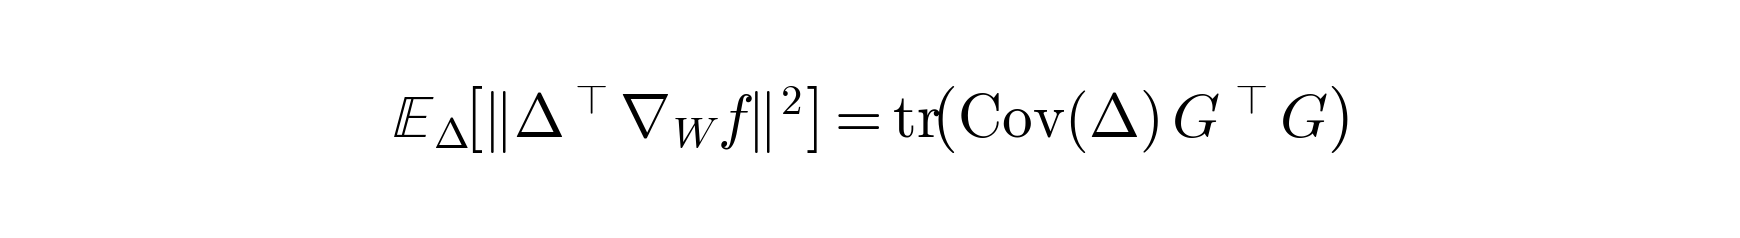 𝔼_Δ[‖Δ^⊤ ∇_W f‖^2] = tr(Cov(Δ) G^⊤ G)